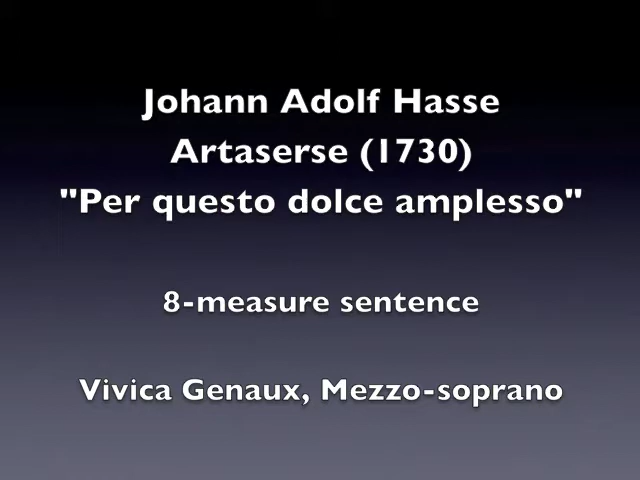 Johann Adolf Hasse
Artaserse (1730)
"Per questo dolce amplesso"
8-measure sentence
Vivica Genaux, Mezzo-soprano